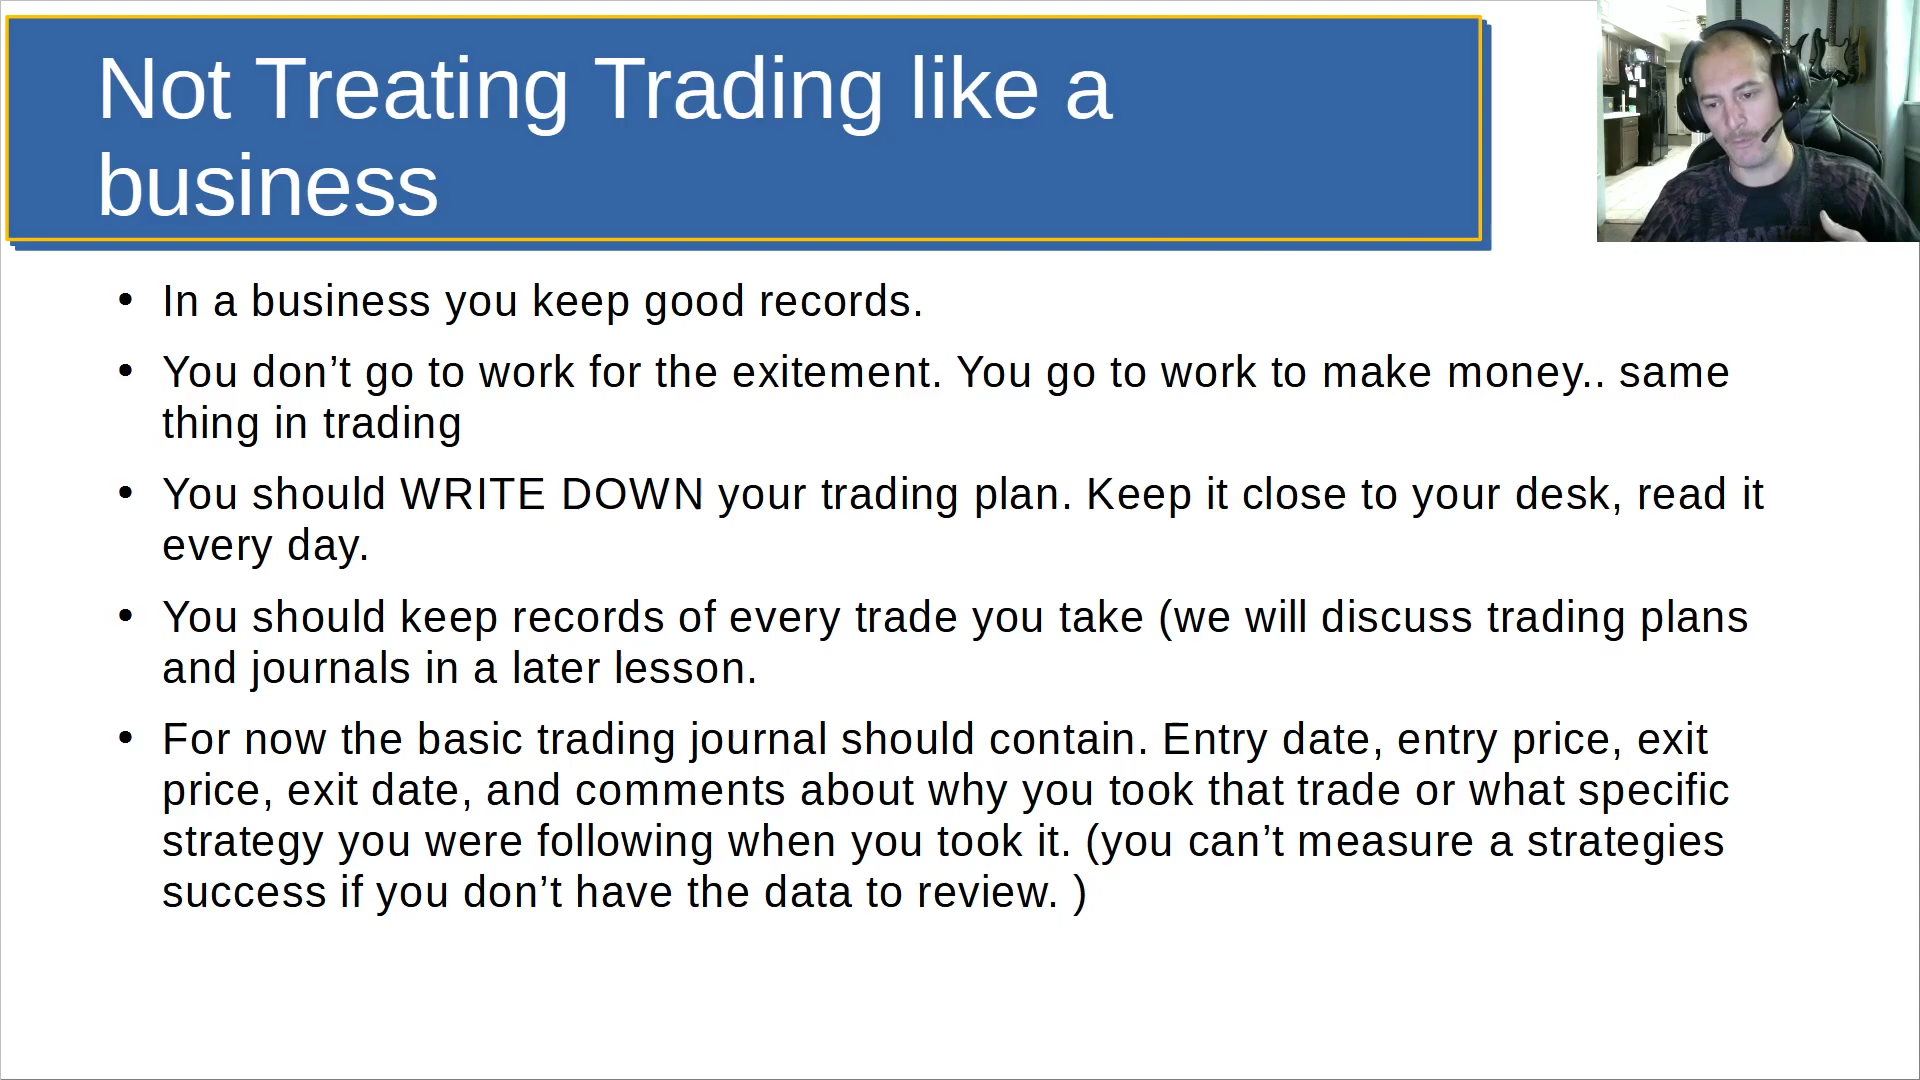 Not Treating Trading like a
business
• In a business you keep good records.
• You don’t go to work for the exitement. You go to work to make money.. same
thing in trading
• You should WRITE DOWN your trading plan. Keep it close to your desk, read it
every day.
• You should keep records of every trade you take (we will discuss trading plans
and journals in a later lesson.
• For now the basic trading journal should contain. Entry date, entry price, exit
price, exit date, and comments about why you took that trade or what specific
strategy you were following when you took it. (you can’t measure a strategies
success if you don’t have the data to review. )